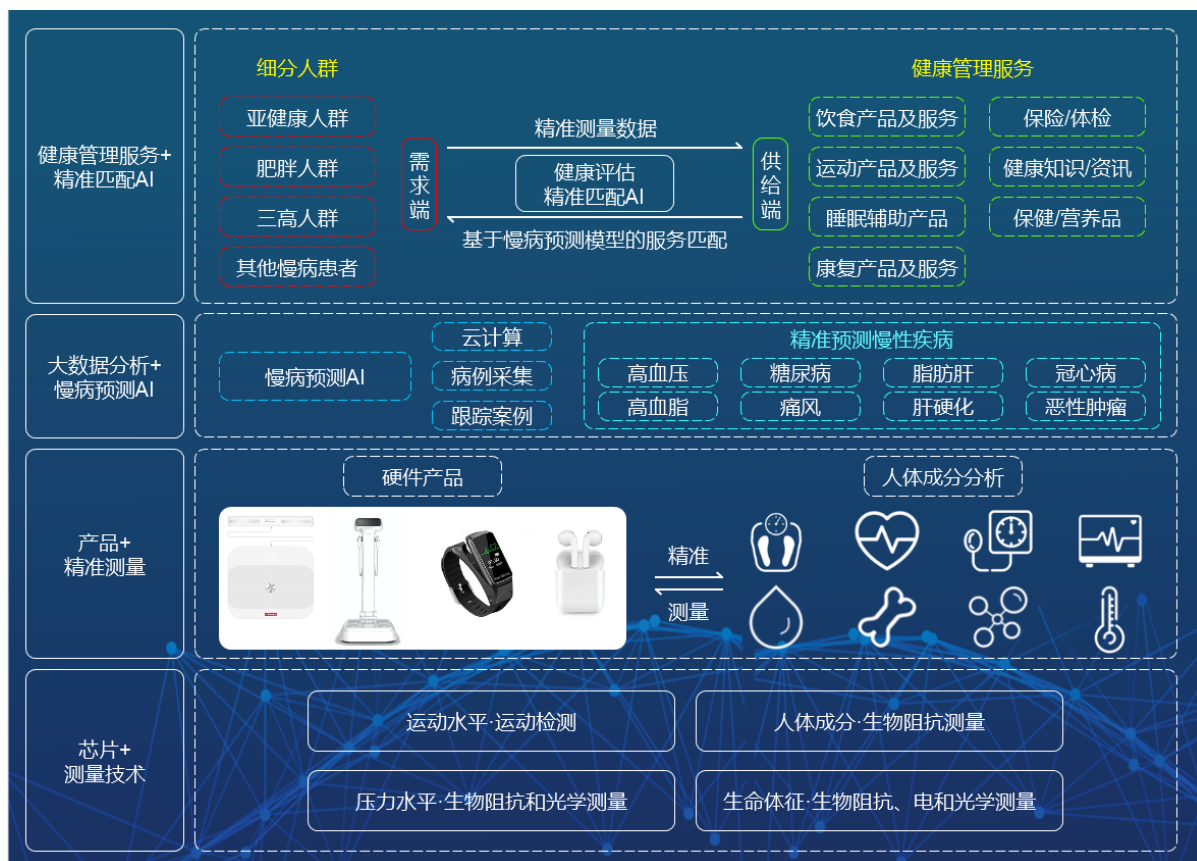 健康管理服务+
精准匹配AI
细分人群
亚健康人群
肥胖人群
三高人群
其他慢病患者
需求端
精准测量数据
健康评估
精准匹配AI
基于慢病预测模型的服务匹配
供给端
健康管理服务
饮食产品及服务
保险/体检
运动产品及服务
健康知识/资讯
睡眠辅助产品
保健/营养品
康复产品及服务
大数据分析+
慢病预测AI
慢病预测AI
云计算
病例采集
跟踪案例
精准预测慢性疾病
高血压
糖尿病
脂肪肝
冠心病
高血脂
痛风
肝硬化
恶性肿瘤
产品+
精准测量
硬件产品
精准
测量
人体成分分析
芯片+
测量技术
运动水平·运动检测
人体成分·生物阻抗测量
压力水平·生物阻抗和光学测量
生命体征·生物阻抗、电和光学测量